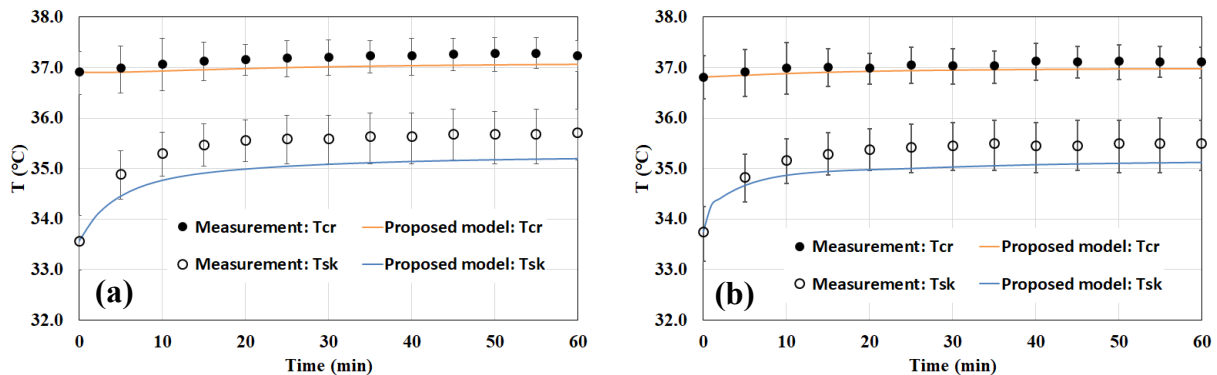 38.0
37.0
36.0
35.0
34.0
33.0
32.0
T (℃)
Measurement: Tcr
Proposed model: Tcr
Measurement: Tsk
Proposed model: Tsk
(a)
0 10 20 30 40 50 60
Time (min)
38.0
37.0
36.0
35.0
34.0
33.0
32.0
T (℃)
Measurement: Tcr
Proposed model: Tcr
Measurement: Tsk
Proposed model: Tsk
(b)
0 10 20 30 40 50 60
Time (min)